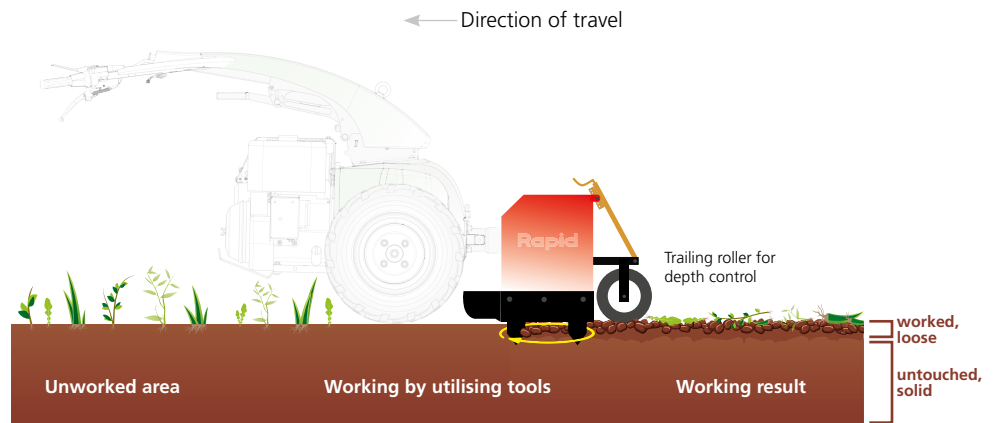 Direction of travel
Rapid
Trailing roller for
depth control
worked,
loose
untouched,
solid
Unworked area
Working by utilising tools
Working result